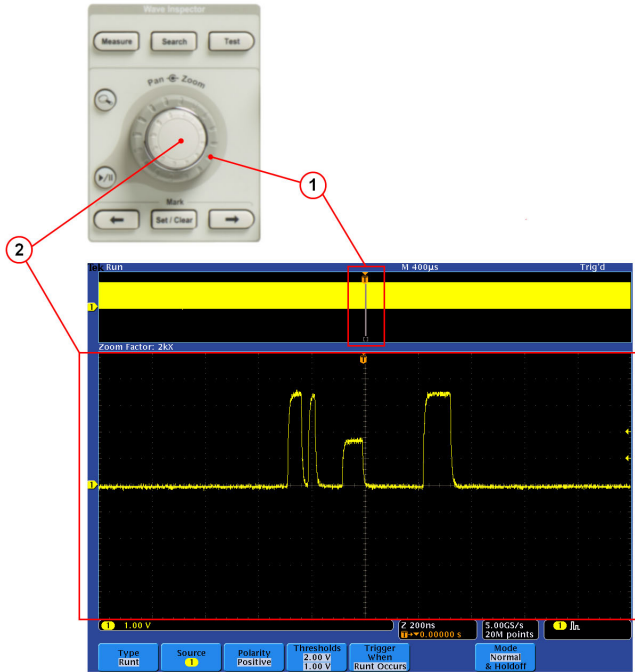 Wave Inspector
Measure
Search
Test
Pan
Zoom
Mark
Set / Clear
1
2
Tek Run
M 400µs
Trig'd
T
1
Zoom Factor: 2kX
T
1
1 1.00 V
Z 200ns
T→▼0.00000 s
5.00GS/s
20M points
1
Type
Runt
Source
1
Polarity
Positive
Thresholds
2.00 V
1.00 V
Trigger
When
Runt Occurs
Mode
Normal
& Holdoff